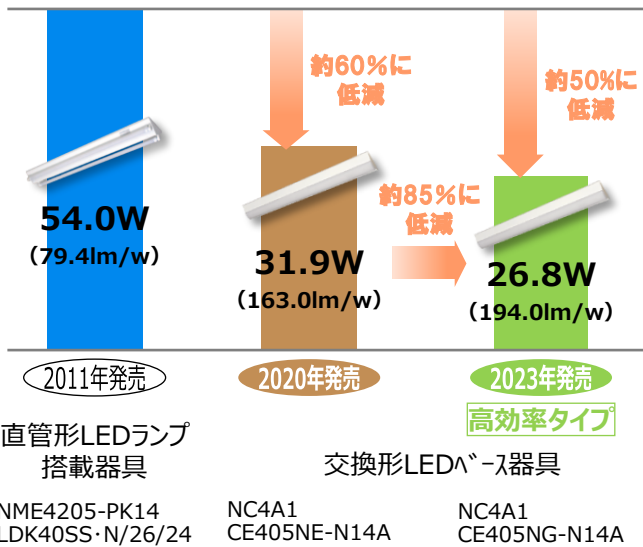 約60%に
低減
約50%に
低減
54.0W
(79.4lm/w)
約85%に
低減
31.9W
(163.0lm/w)
26.8W
(194.0lm/w)
2011年発売
2020年発売
2023年発売
高効率タイプ
直管形LEDランプ
搭載器具
交換形LEDベース器具
NME4205-PK14
LDK40SS・N/26/24
NC4A1
CE405NE-N14A
NC4A1
CE405NG-N14A